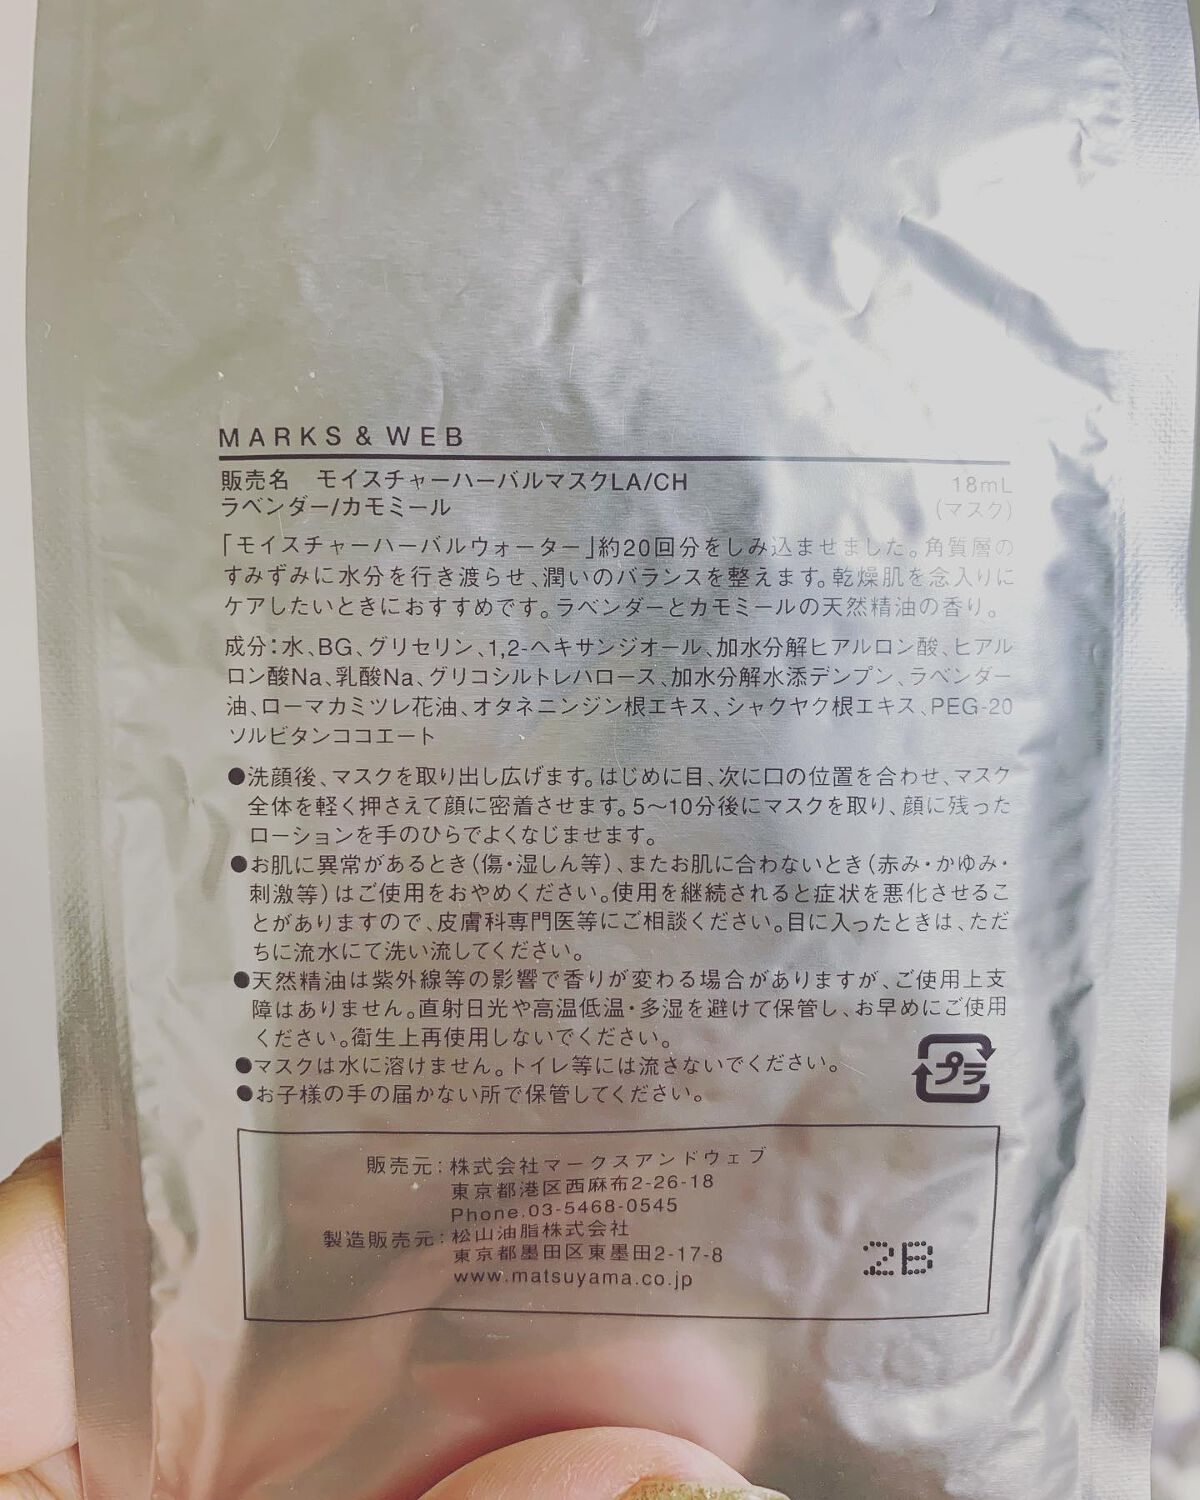 MARKS & WEB
販売名 モイスチャーハーバルマスクLA/CH 18mL
ラベンダー/カモミール (マスク)
「モイスチャーハーバルウォーター」約20回分をしみ込ませました。角質層の
すみずみに水分を行き渡らせ、潤いのバランスを整えます。乾燥肌を念入りに
ケアしたいときにおすすめです。ラベンダーとカモミールの天然精油の香り。
成分：水、BG、グリセリン、1,2-ヘキサンジオール、加水分解ヒアルロン酸、ヒアル
ロン酸Na、乳酸Na、グリコシルトレハロース、加水分解水添デンプン、ラベンダー
油、ローマカミツレ花油、オタネニンジン根エキス、シャクヤク根エキス、PEG-20
ソルビタンココエート
●洗顔後、マスクを取り出し広げます。はじめに目、次に口の位置を合わせ、マスク
全体を軽く押さえて顔に密着させます。5〜10分後にマスクを取り、顔に残った
ローションを手のひらでよくなじませます。
●お肌に異常があるとき（傷・湿しん等）、またお肌に合わないとき（赤み・かゆみ・
刺激等）はご使用をおやめください。使用を継続されると症状を悪化させるこ
とがありますので、皮膚科専門医等にご相談ください。目に入ったときは、ただ
ちに流水にて洗い流してください。
●天然精油は紫外線等の影響で香りが変わる場合がありますが、ご使用上支
障はありません。直射日光や高温低温・多湿を避けて保管し、お早めにご使用
ください。衛生上再使用しないでください。
●マスクは水に溶けません。トイレ等には流さないでください。
●お子様の手の届かない所で保管してください。
プラ
販売元：株式会社マークスアンドウェブ
東京都港区西麻布2-26-18
Phone.03-5468-0545
製造販売元：松山油脂株式会社
東京都墨田区東墨田2-17-8
www.matsuyama.co.jp
2B